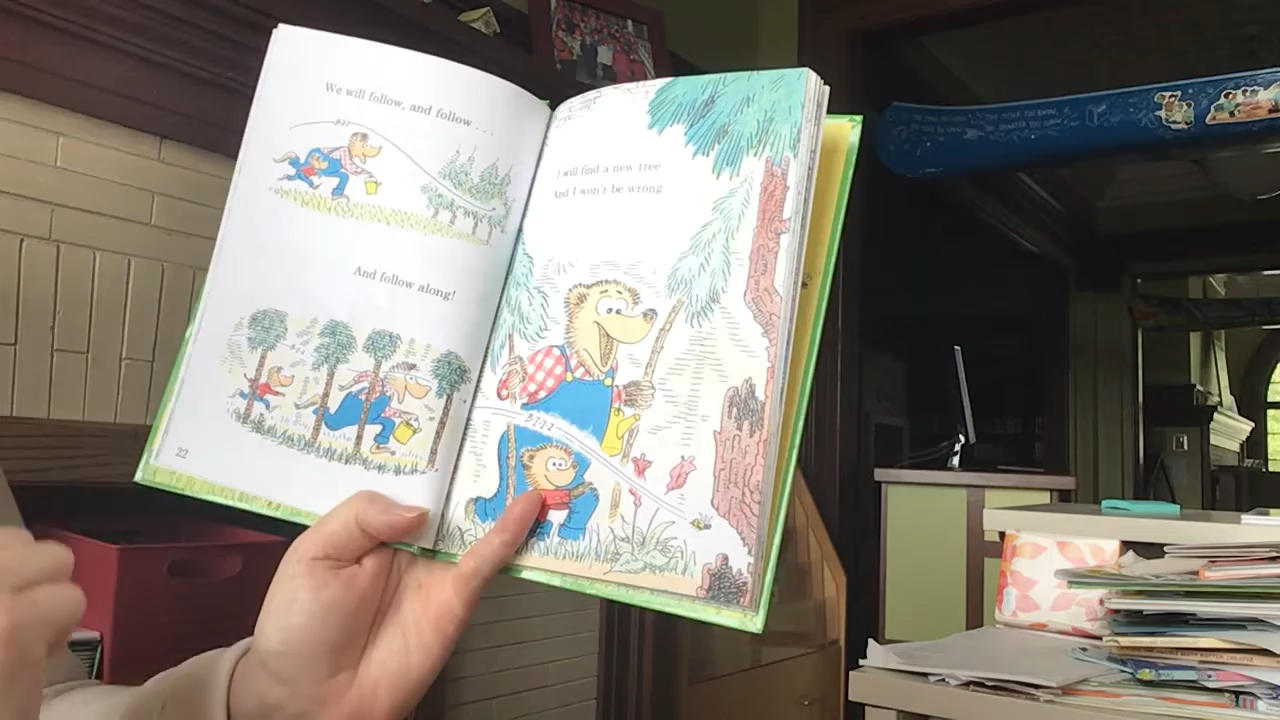 We will follow, and follow . . .
And follow along!
22
I will find a new tree
And I won't be wrong